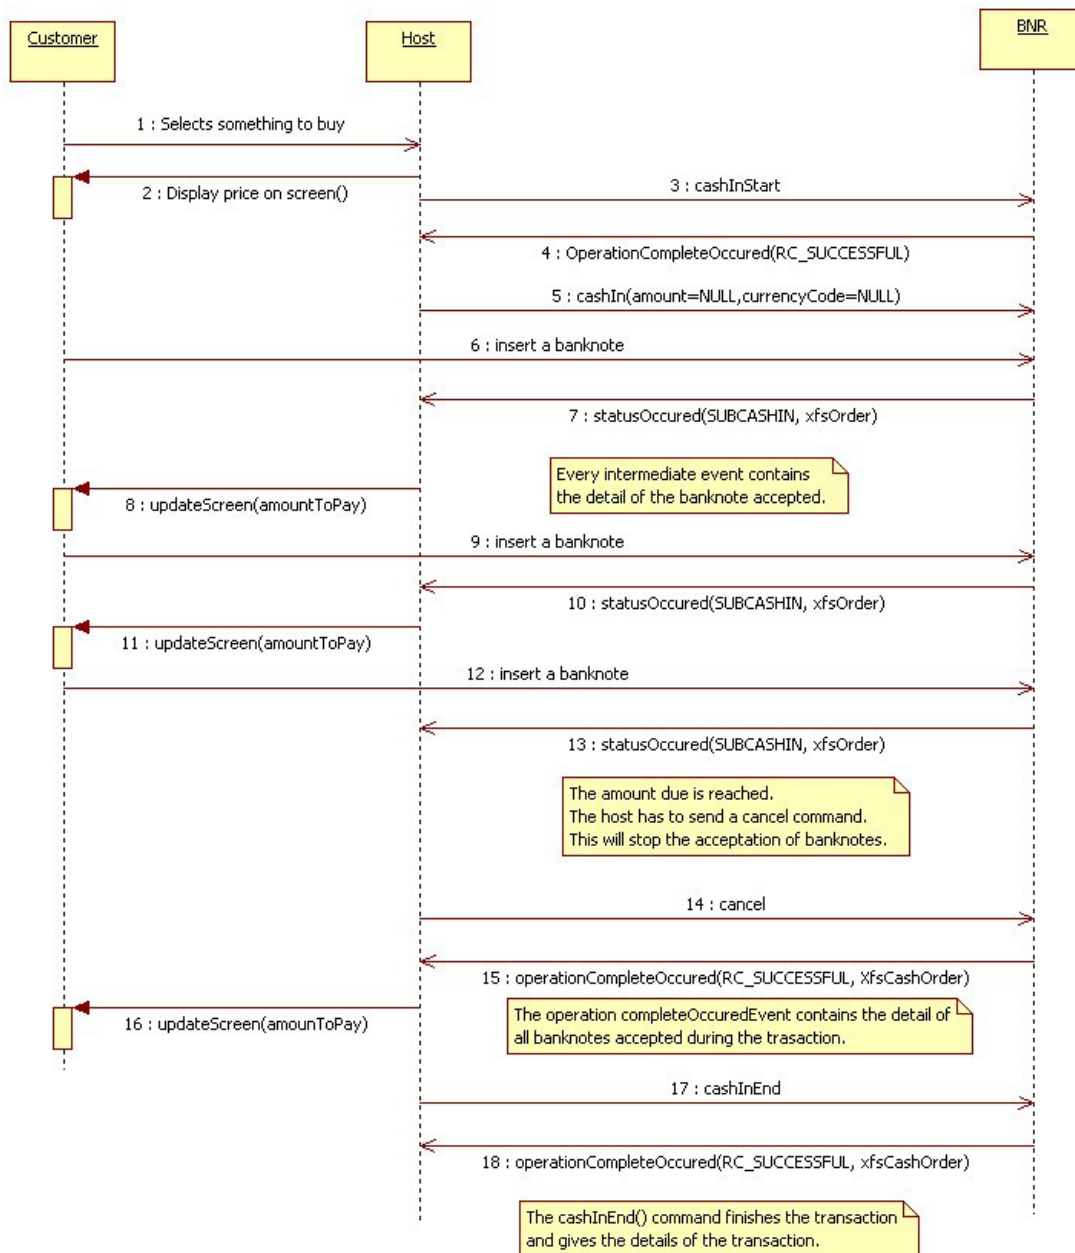 Customer
Host
BNR
1 : Selects something to buy
2 : Display price on screen()
3 : cashInStart
4 : OperationCompleteOccured(RC_SUCCESSFUL)
5 : cashIn(amount=NULL,currencyCode=NULL)
6 : insert a banknote
7 : statusOccured(SUBCASHIN, xfsOrder)
Every intermediate event contains
the detail of the banknote accepted.
8 : updateScreen(amountToPay)
9 : insert a banknote
10 : statusOccured(SUBCASHIN, xfsOrder)
11 : updateScreen(amountToPay)
12 : insert a banknote
13 : statusOccured(SUBCASHIN, xfsOrder)
The amount due is reached.
The host has to send a cancel command.
This will stop the acceptation of banknotes.
14 : cancel
15 : operationCompleteOccured(RC_SUCCESSFUL, XfsCashOrder)
16 : updateScreen(amounToPay)
The operation completeOccuredEvent contains the detail of
all banknotes accepted during the trasaction.
17 : cashInEnd
18 : operationCompleteOccured(RC_SUCCESSFUL, xfsCashOrder)
The cashInEnd() command finishes the transaction
and gives the details of the transaction.